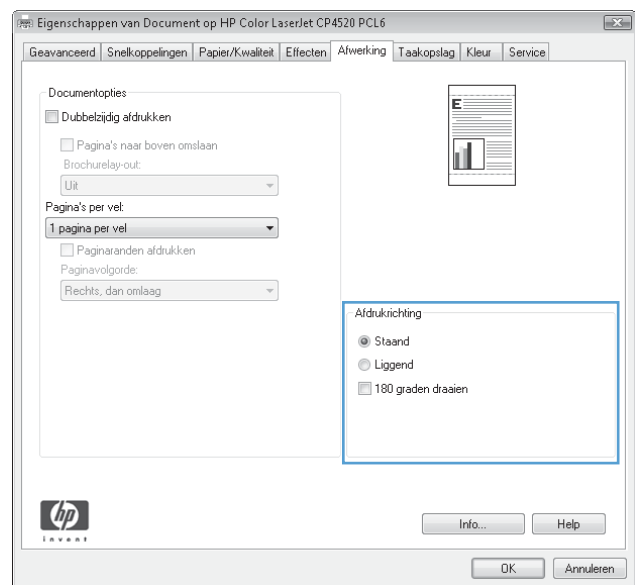 Eigenschappen van Document op HP Color LaserJet CP4520 PCL6
Geavanceerd Snelkoppelingen Papier/Kwaliteit Effecten Afwerking Taakopslag Kleur Service
Documentopties
Dubbelzijdig afdrukken
Pagina's naar boven omslaan
Brochurelay-out:
Uit
Pagina's per vel:
1 pagina per vel
Paginaranden afdrukken
Paginavolgorde:
Rechts, dan omlaag
E
Afdrukrichting
Staand
Liggend
180 graden draaien
hp
invent
Info... Help
OK Annuleren